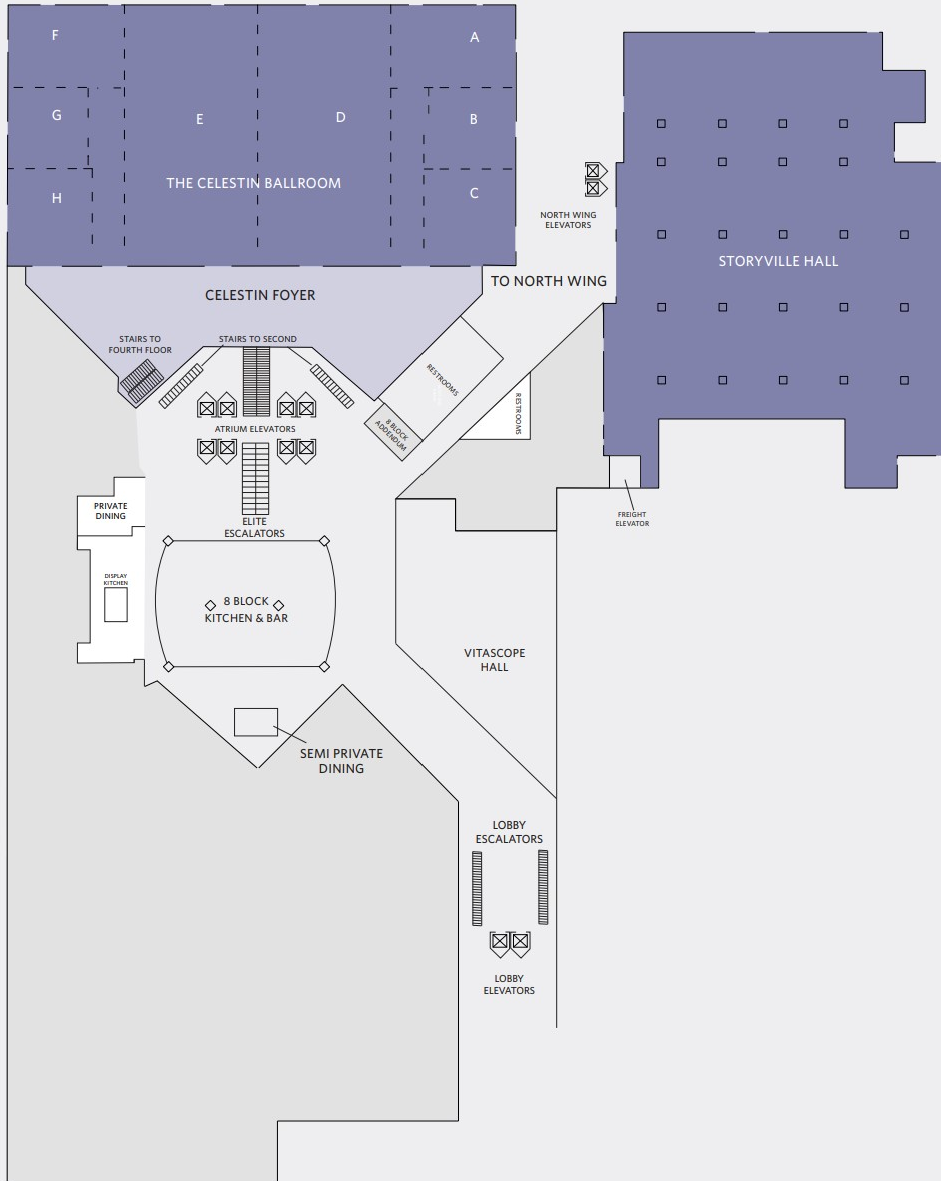 F
A
G
E
D
B
THE CELESTIN BALLROOM
H
C
NORTH WING
ELEVATORS
STORYVILLE HALL
TO NORTH WING
CELESTIN FOYER
STAIRS TO
FOURTH FLOOR
STAIRS TO SECOND
RESTROOMS
RESTROOMS
8 BLOCK
ADDENDUM
ATRIUM ELEVATORS
PRIVATE
DINING
ELITE
ESCALATORS
FREIGHT
ELEVATOR
DISPLAY
KITCHEN
8 BLOCK
KITCHEN & BAR
VITASCOPE
HALL
SEMI PRIVATE
DINING
LOBBY
ESCALATORS
LOBBY
ELEVATORS